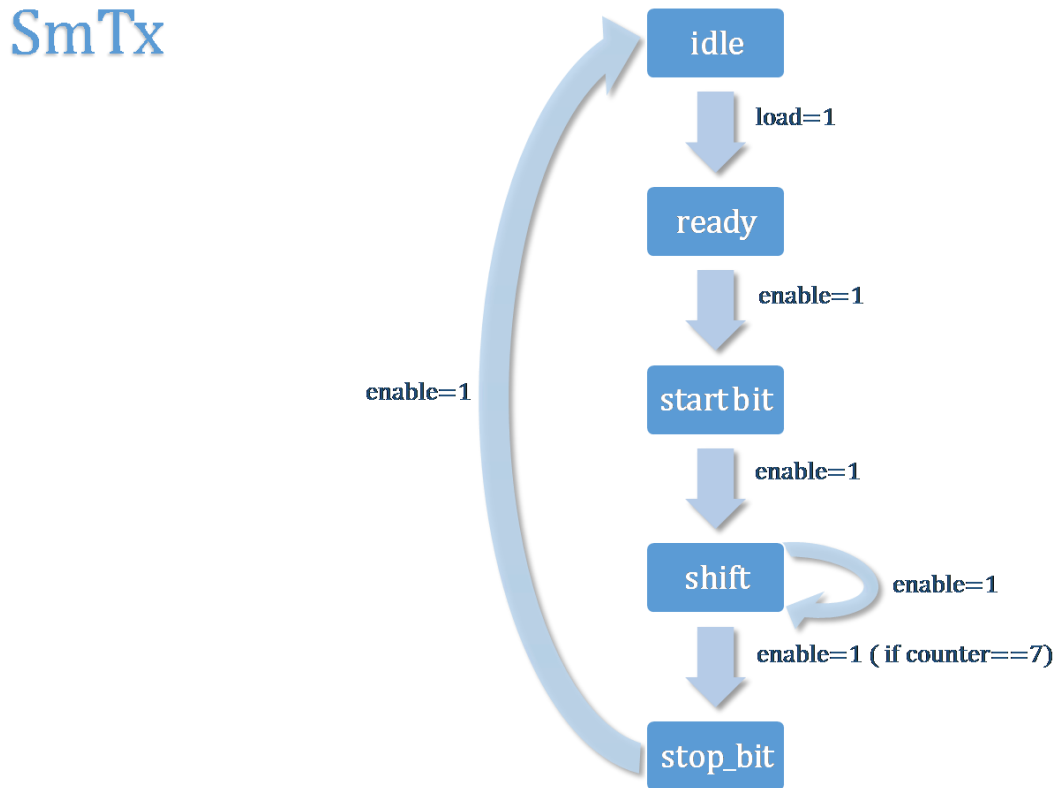 SmTx
idle
load=1
ready
enable=1
start bit
enable=1
enable=1
shift
enable=1
enable=1 ( if counter==7)
stop_bit